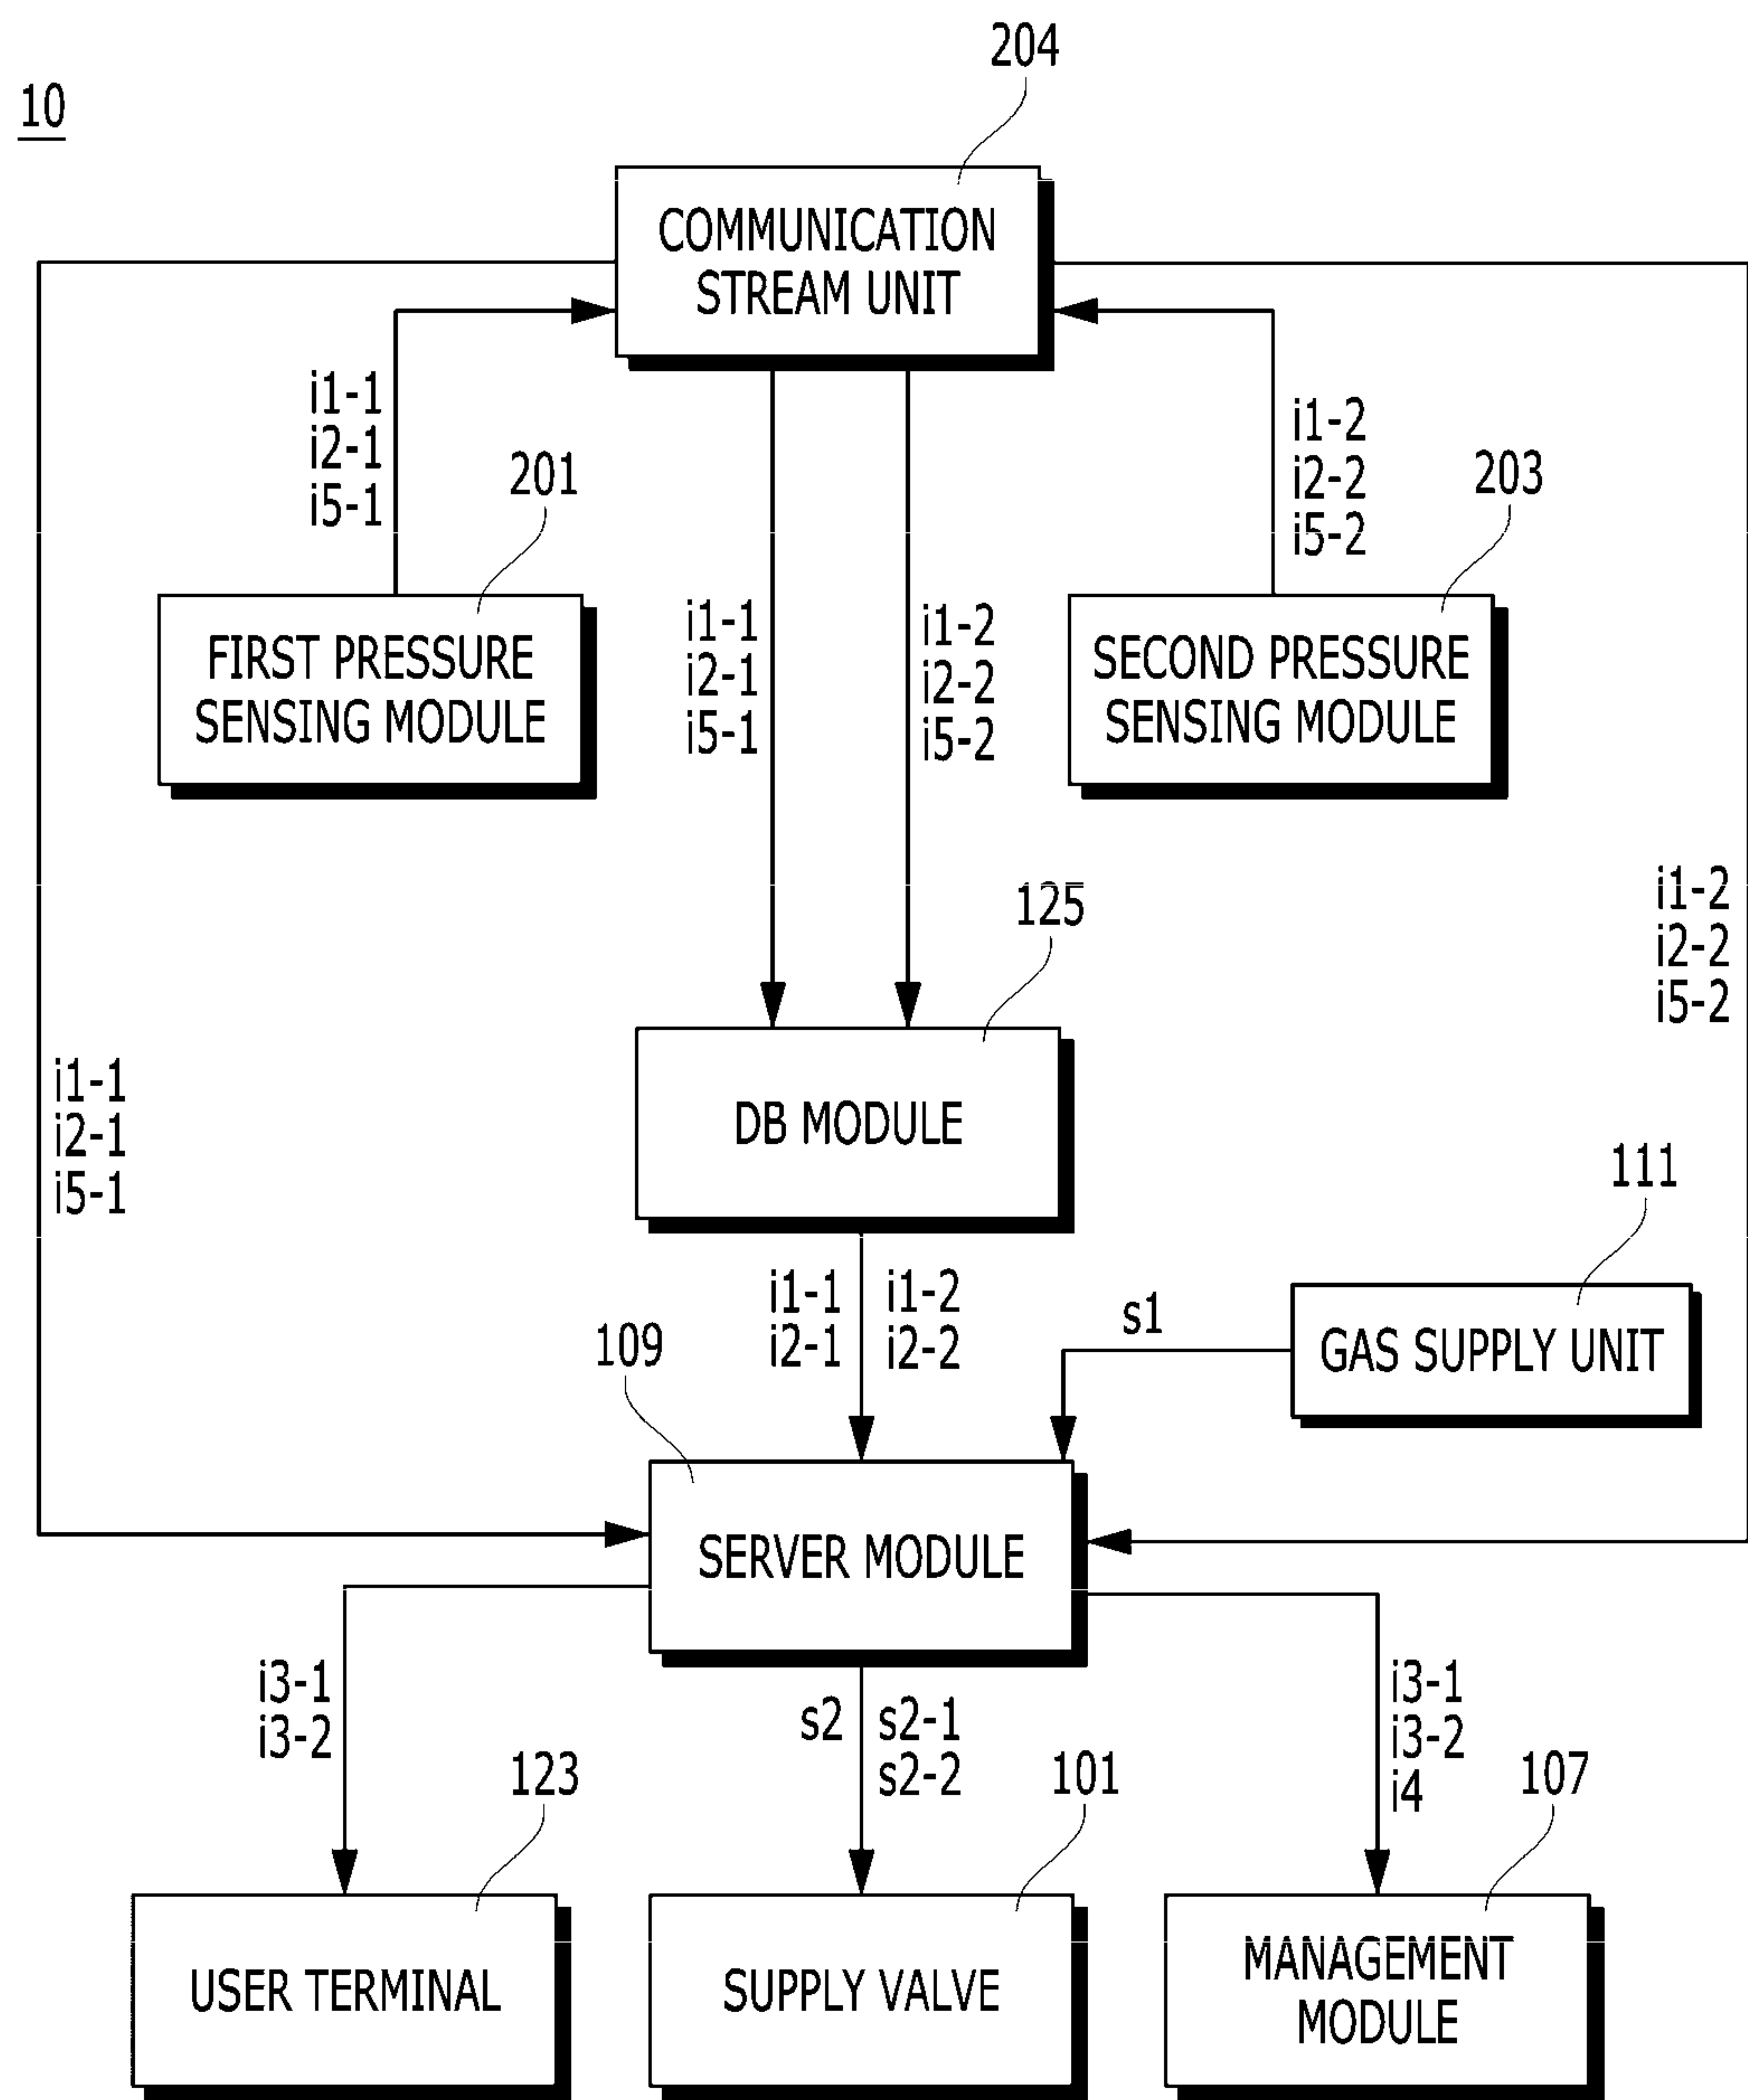 10
204
COMMUNICATION
STREAM UNIT
i1-1
i2-1
i5-1
201
FIRST PRESSURE
SENSING MODULE
i1-1
i2-1
i5-1
i1-2
i2-2
i5-2
i1-2
i2-2
i5-2
203
SECOND PRESSURE
SENSING MODULE
i1-2
i2-2
i5-2
125
DB MODULE
i1-1
i2-1
i5-1
111
GAS SUPPLY UNIT
s1
i1-1
i2-1
i1-2
i2-2
109
SERVER MODULE
i3-1
i3-2
s2
s2-1
s2-2
i3-1
i3-2
i4
123
USER TERMINAL
101
SUPPLY VALVE
107
MANAGEMENT
MODULE